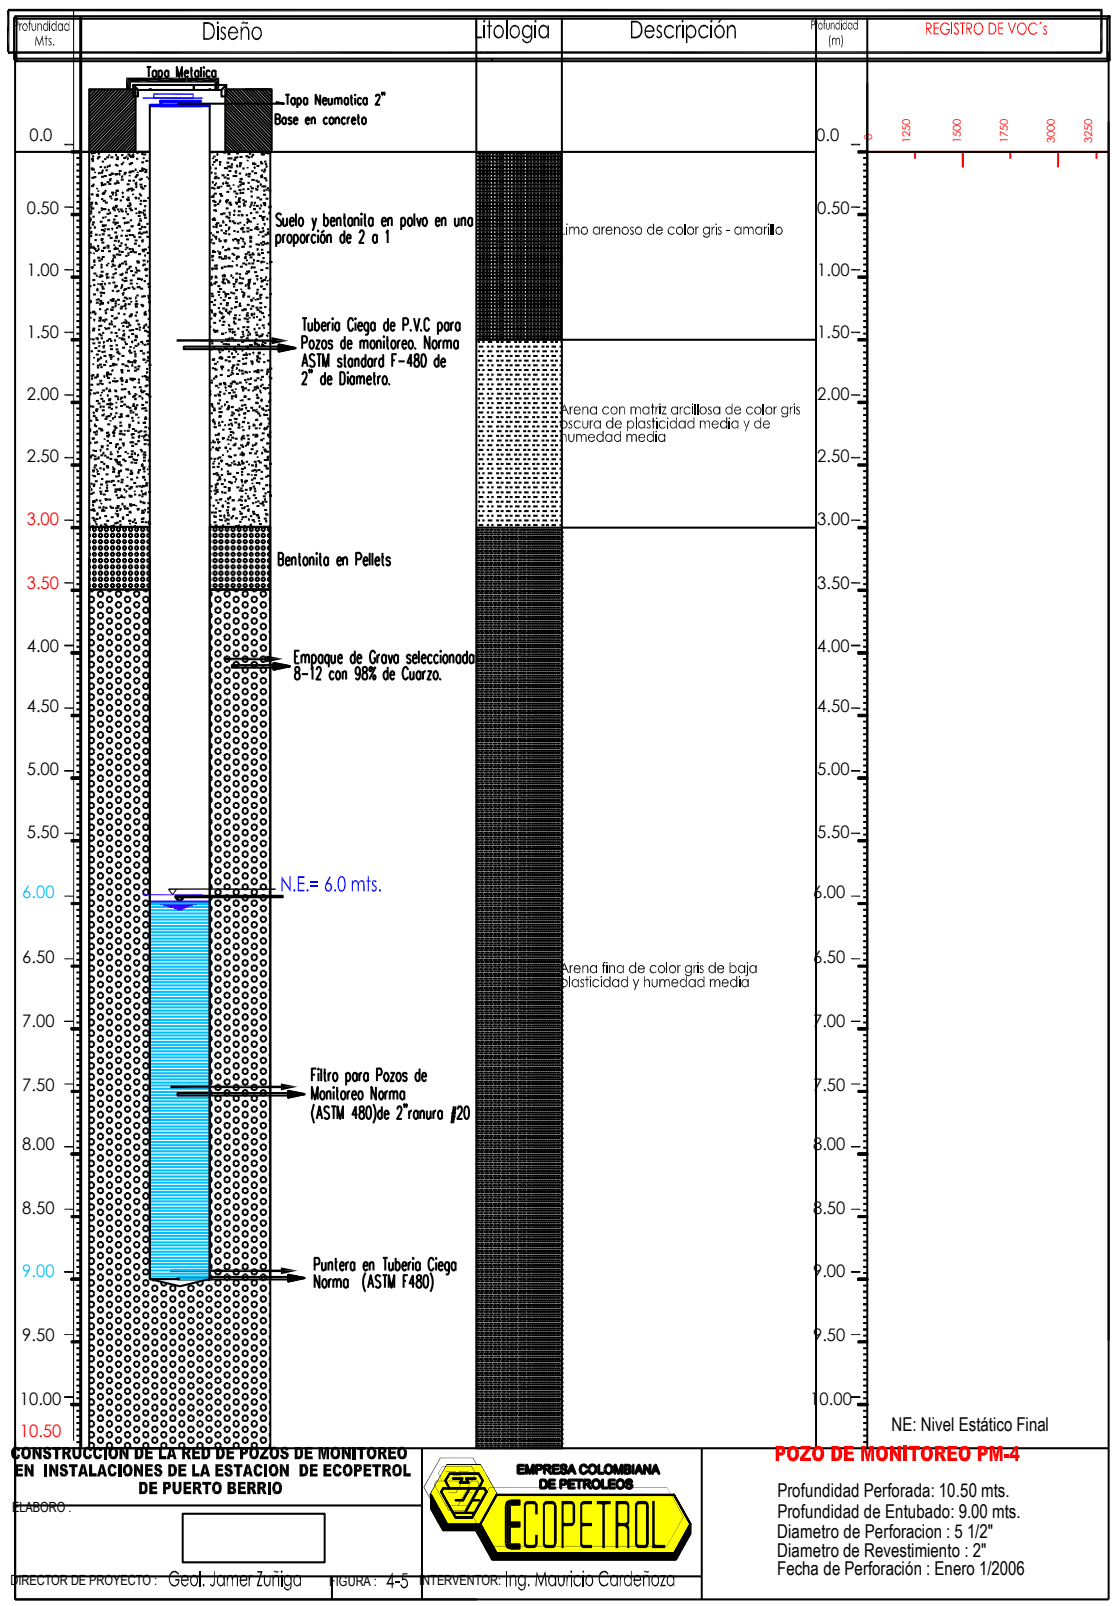 Profundidad
Mts.
Diseño
Litologia
Descripción
Profundidad
(m)
REGISTRO DE VOC´s
Tapa Metalica
Tapa Neumatica 2"
Base en concreto
0.0
0.0
0
1250
1500
1750
3000
3250
0.50
Suelo y bentonita en polvo en una
proporción de 2 a 1
Limo arenoso de color gris - amarillo
0.50
1.00
1.00
1.50
Tuberia Ciega de P.V.C para
Pozos de monitoreo. Norma
ASTM standard F-480 de
2" de Diametro.
1.50
2.00
Arena con matriz arcillosa de color gris
oscura de plasticidad media y de
humedad media
2.00
2.50
2.50
3.00
3.00
Bentonita en Pellets
3.50
3.50
4.00
Empaque de Grava seleccionada
8-12 con 98% de Cuarzo.
4.00
4.50
4.50
5.00
5.00
5.50
5.50
6.00
N.E.= 6.0 mts.
6.00
6.50
Arena fina de color gris de baja
plasticidad y humedad media
6.50
7.00
7.00
7.50
Filtro para Pozos de
Monitoreo Norma
(ASTM 480)de 2"ranura #20
7.50
8.00
8.00
8.50
8.50
9.00
Puntera en Tuberia Ciega
Norma (ASTM F480)
9.00
9.50
9.50
10.00
10.00
10.50
NE: Nivel Estático Final
CONSTRUCCION DE LA RED DE POZOS DE MONITOREO
EN INSTALACIONES DE LA ESTACION DE ECOPETROL
DE PUERTO BERRIO
ELABORO :
DIRECTOR DE PROYECTO : Geol. Jamer Zuñiga
FIGURA : 4-5
EMPRESA COLOMBIANA
DE PETROLEOS
ECOPETROL
INTERVENTOR: Ing. Mauricio Cardeñoza
POZO DE MONITOREO PM-4
Profundidad Perforada: 10.50 mts.
Profundidad de Entubado: 9.00 mts.
Diametro de Perforacion : 5 1/2"
Diametro de Revestimiento : 2"
Fecha de Perforación : Enero 1/2006